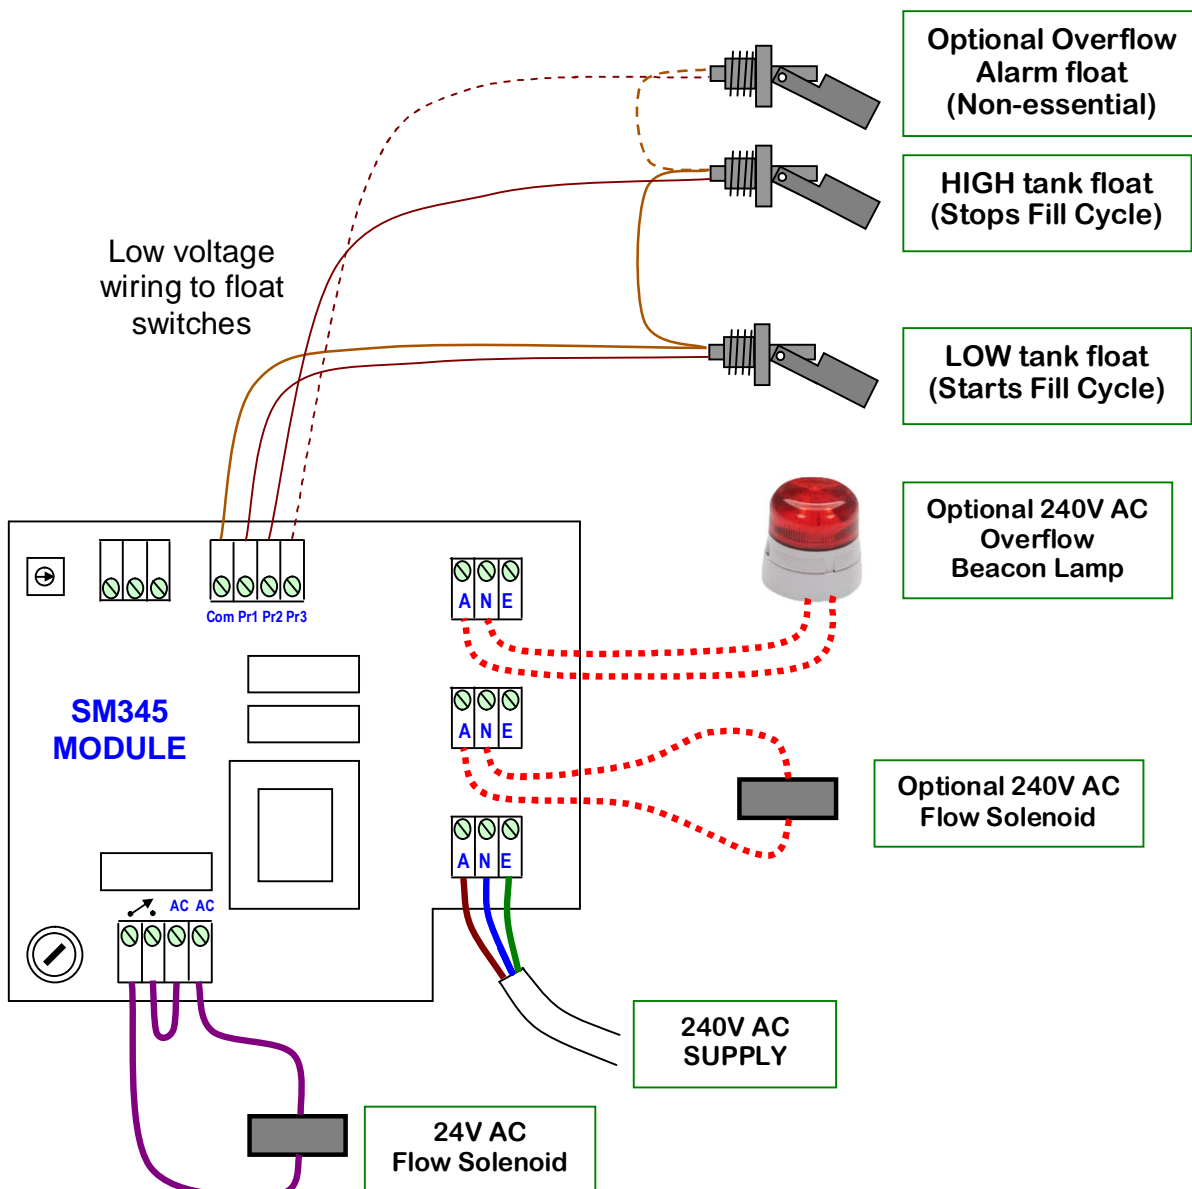 Optional Overflow
Alarm float
(Non-essential)
HIGH tank float
(Stops Fill Cycle)
Low voltage
wiring to float
switches
LOW tank float
(Starts Fill Cycle)
Optional 240V AC
Overflow
Beacon Lamp
Com Pr1 Pr2 Pr3
A N E
SM345
MODULE
A N E
Optional 240V AC
Flow Solenoid
A N E
AC AC
240V AC
SUPPLY
24V AC
Flow Solenoid